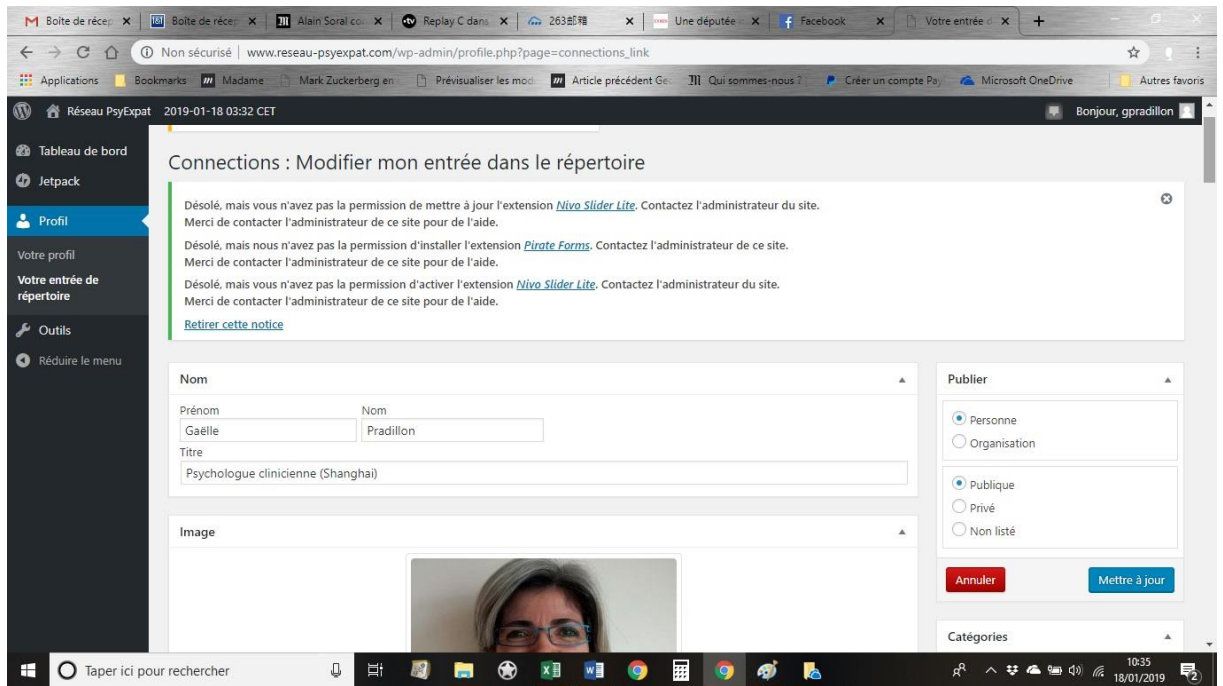 Boite de récep
Boîte de récep
Alain Soral co
Replay C dans
263邮箱
Une députée
Facebook
Votre entrée d
Non sécurisé | www.reseau-psyexpat.com/wp-admin/profile.php?page=connections_link
Applications
Bookmarks
Madame
Mark Zuckerberg en
Prévisualiser les mod
Article précédent Ge
Qui sommes-nous ?
Créer un compte Pay
Microsoft OneDrive
Autres favoris
Réseau PsyExpat 2019-01-18 03:32 CET
Bonjour, gpradillon
Tableau de bord
Jetpack
Profil
Votre profil
Votre entrée de
répertoire
Outils
Réduire le menu
Connections : Modifier mon entrée dans le répertoire
Désolé, mais vous n'avez pas la permission de mettre à jour l'extension Nivo Slider Lite. Contactez l'administrateur du site.
Merci de contacter l'administrateur de ce site pour de l'aide.
Désolé, mais nous n'avez pas la permission d'installer l'extension Pirate Forms. Contactez l'administrateur de ce site.
Merci de contacter l'administrateur de ce site pour de l'aide.
Désolé, mais vous n'avez pas la permission d'activer l'extension Nivo Slider Lite. Contactez l'administrateur du site.
Merci de contacter l'administrateur de ce site pour de l'aide.
Retirer cette notice
Nom
Prénom
Nom
Gaëlle
Pradillon
Titre
Psychologue clinicienne (Shanghai)
Image
Publier
Personne
Organisation
Publique
Privé
Non listé
Annuler
Mettre à jour
Catégories
Taper ici pour rechercher
10:35
18/01/2019
2